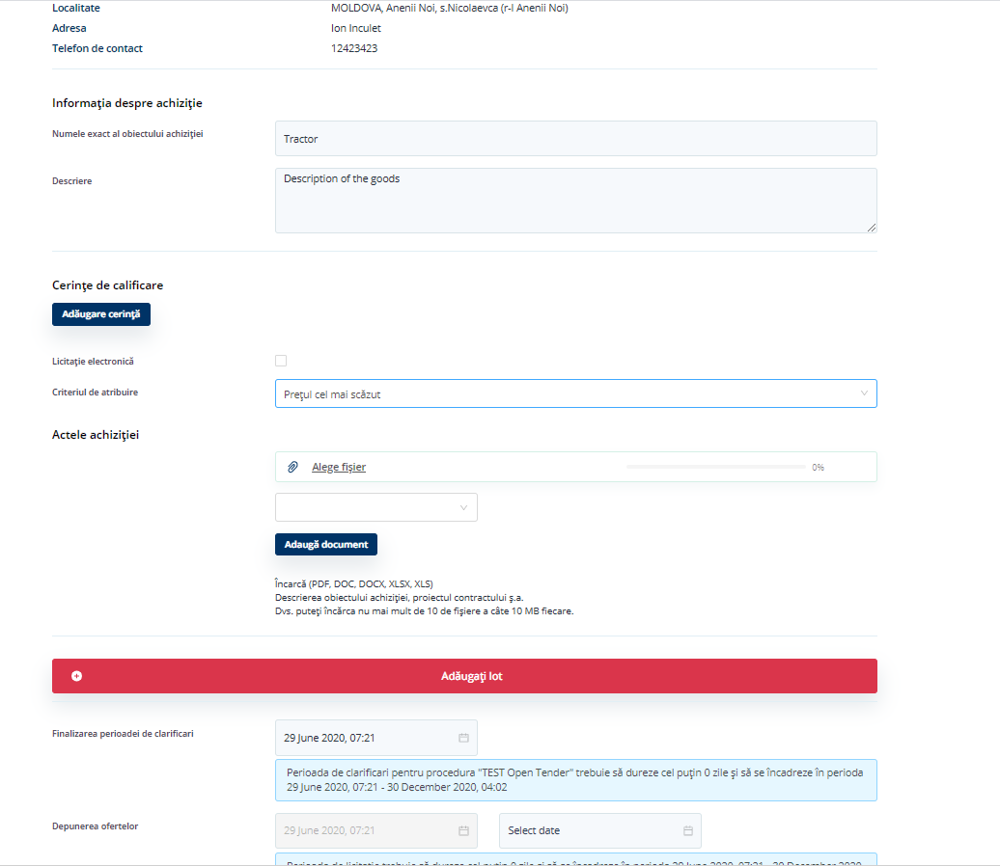 Localitate MOLDOVA, Anenii Noi, s.Nicolaevca (r-l Anenii Noi)
Adresa Ion Inculet
Telefon de contact 12423423
Informația despre achiziție
Numele exact al obiectului achiziției Tractor
Descriere Description of the goods
Cerințe de calificare
Adăugare cerință
Licitație electronică
Criteriul de atribuire Prețul cel mai scăzut
Actele achiziției
Alege fișier 0%
Adaugă document
Încarcă (PDF, DOC, DOCX, XLSX, XLS)
Descrierea obiectului achiziției, proiectul contractului ș.a.
Dvs. puteți încărca nu mai mult de 10 de fișiere a câte 10 MB fiecare.
Adăugați lot
Finalizarea perioadei de clarificari 29 June 2020, 07:21
Perioada de clarificari pentru procedura "TEST Open Tender" trebuie să dureze cel puțin 0 zile și să se încadreze în perioda
29 June 2020, 07:21 - 30 December 2020, 04:02
Depunerea ofertelor 29 June 2020, 07:21 Select date
Perioada de licitație trebuie să dureze cel puțin 0 zile și să se încadreze în perioda 29 June 2020, 07:21 - 30 December 2020,